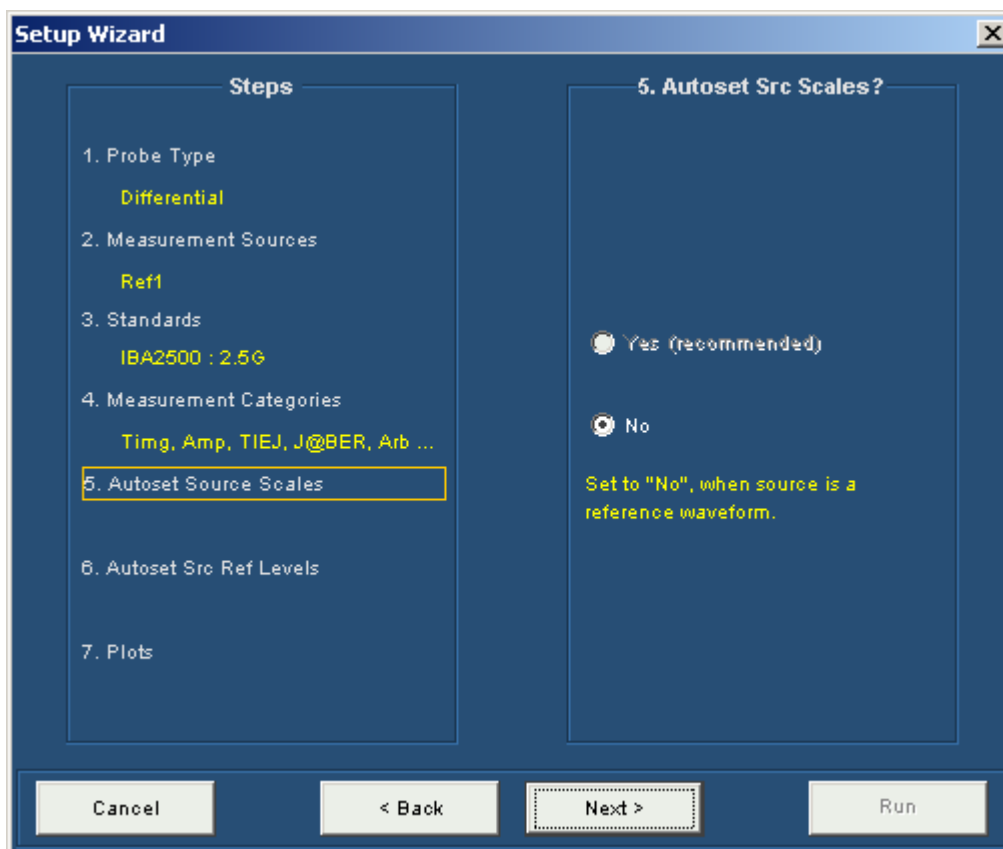 Setup Wizard
Steps
1. Probe Type
Differential
2. Measurement Sources
Ref1
3. Standards
IBA2500 : 2.5G
4. Measurement Categories
Timg, Amp, TIEJ, J@BER, Arb ...
5. Autoset Source Scales
6. Autoset Src Ref Levels
7. Plots
5. Autoset Src Scales?
Yes (recommended)
No
Set to "No", when source is a
reference waveform.
Cancel
< Back
Next >
Run